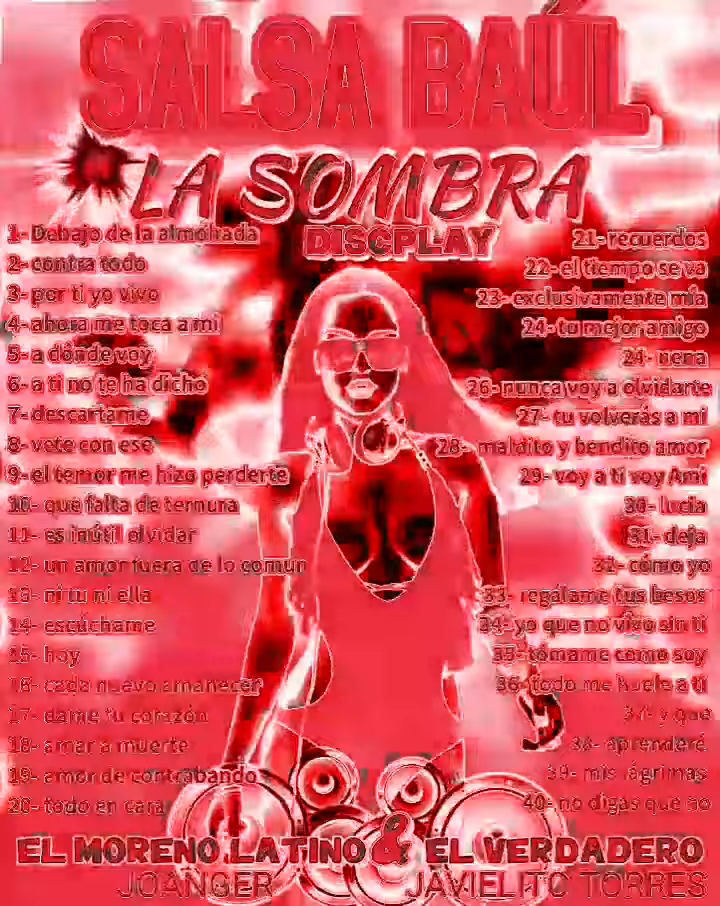 SALSA BAÚL
LA SOMBRA
DISCPLAY
1- Debajo de la almohada
2- contra todo
3- por ti yo vivo
4- ahora me toca a mi
5- a dónde voy
6- a ti no te ha dicho
7- descartame
8- vete con ese
9- el temor me hizo perderte
10- que falta de ternura
11- es inútil olvidar
12- un amor fuera de lo común
13- ni tu ni ella
14- escúchame
15- hoy
16- cada nuevo amanecer
17- dame tu corazón
18- amar a muerte
19- amor de contrabando
20- todo en cara
21- recuerdos
22- el tiempo se va
23- exclusivamente mía
24- tu mejor amigo
24- nena
26- nunca voy a olvidarte
27- tu volverás a mi
28- maldito y bendito amor
29- voy a ti voy Ami
30- lucia
31- deja
32- cómo yo
33- regálame tus besos
34- yo que no vivo sin ti
35- tómame como soy
36- todo me huele a ti
37- y que
38- aprenderé
39- mis lágrimas
40- no digas que no
EL MORENO LATINO & EL VERDADERO
JOANGER JAVIELITO TORRES